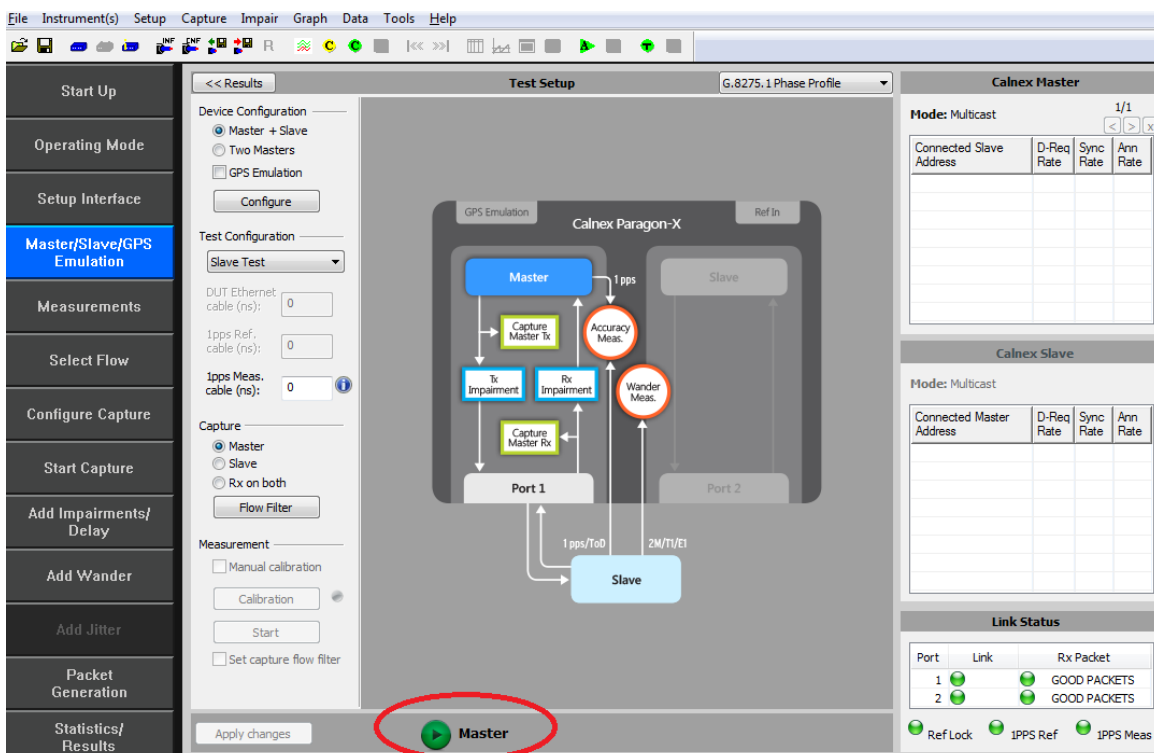 File Instrument(s) Setup Capture Impair Graph Data Tools Help
INF INF R C C A T
Start Up
Operating Mode
Setup Interface
Master/Slave/GPS
Emulation
Measurements
Select Flow
Configure Capture
Start Capture
Add Impairments/
Delay
Add Wander
Add Jitter
Packet
Generation
Statistics/
Results
<< Results
Test Setup
G.8275.1 Phase Profile
Device Configuration
Master + Slave
Two Masters
GPS Emulation
Configure
Test Configuration
Slave Test
DUT Ethernet
cable (ns): 0
1pps Ref.
cable (ns): 0
1pps Meas.
cable (ns): 0
Capture
Master
Slave
Rx on both
Flow Filter
Measurement
Manual calibration
Calibration
Start
Set capture flow filter
Apply changes
Master
GPS Emulation
Ref In
Calnex Paragon-X
Master
1 pps
Slave
Capture
Master Tx
Accuracy
Meas.
Tx
Impairment
Rx
Impairment
Wander
Meas.
Capture
Master Rx
Port 1
Port 2
1 pps/ToD
2M/T1/E1
Slave
Calnex Master
Mode: Multicast
1/1
< > x
Connected Slave
Address
D-Req
Rate
Sync
Rate
Ann
Rate
Calnex Slave
Mode: Multicast
Connected Master
Address
D-Req
Rate
Sync
Rate
Ann
Rate
Link Status
Port Link Rx Packet
1 GOOD PACKETS
2 GOOD PACKETS
Ref Lock 1PPS Ref 1PPS Meas